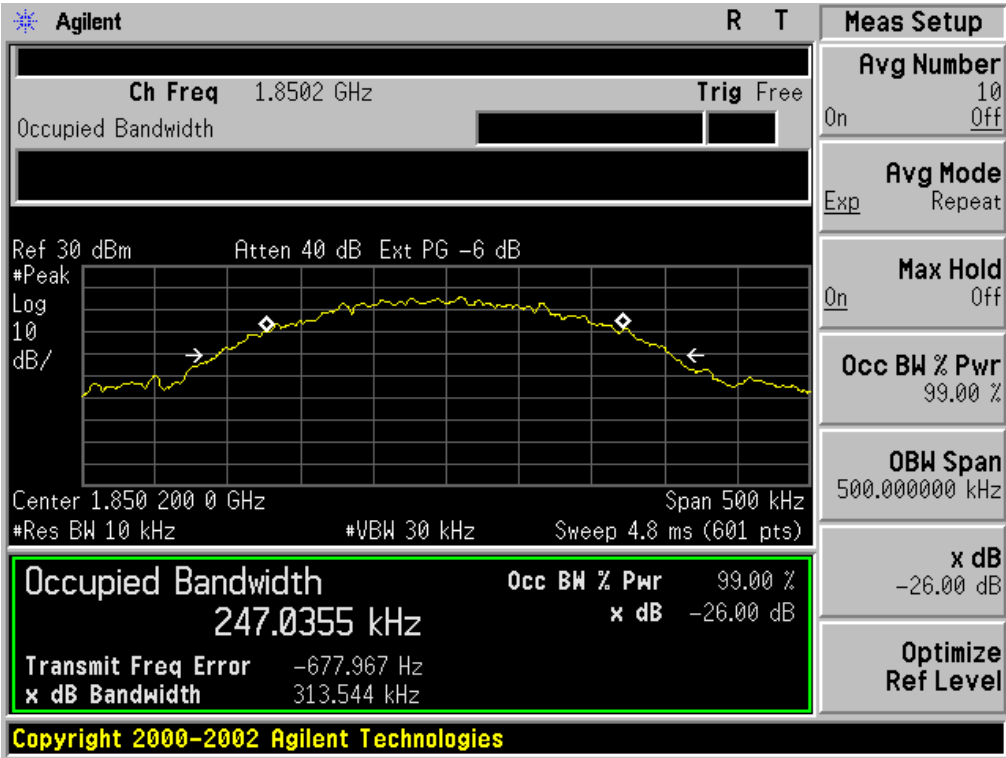 Agilent R T
Ch Freq 1.8502 GHz Trig Free
Occupied Bandwidth
Ref 30 dBm Atten 40 dB Ext PG -6 dB
#Peak
Log
10
dB/
Center 1.850 200 0 GHz Span 500 kHz
#Res BW 10 kHz #VBW 30 kHz Sweep 4.8 ms (601 pts)
Occupied Bandwidth Occ BW % Pwr 99.00 %
247.0355 kHz x dB -26.00 dB
Transmit Freq Error -677.967 Hz
x dB Bandwidth 313.544 kHz
Copyright 2000-2002 Agilent Technologies
Meas Setup
Avg Number
10
On Off
Avg Mode
Exp Repeat
Max Hold
On Off
Occ BW % Pwr
99.00 %
OBW Span
500.000000 kHz
x dB
-26.00 dB
Optimize
Ref Level